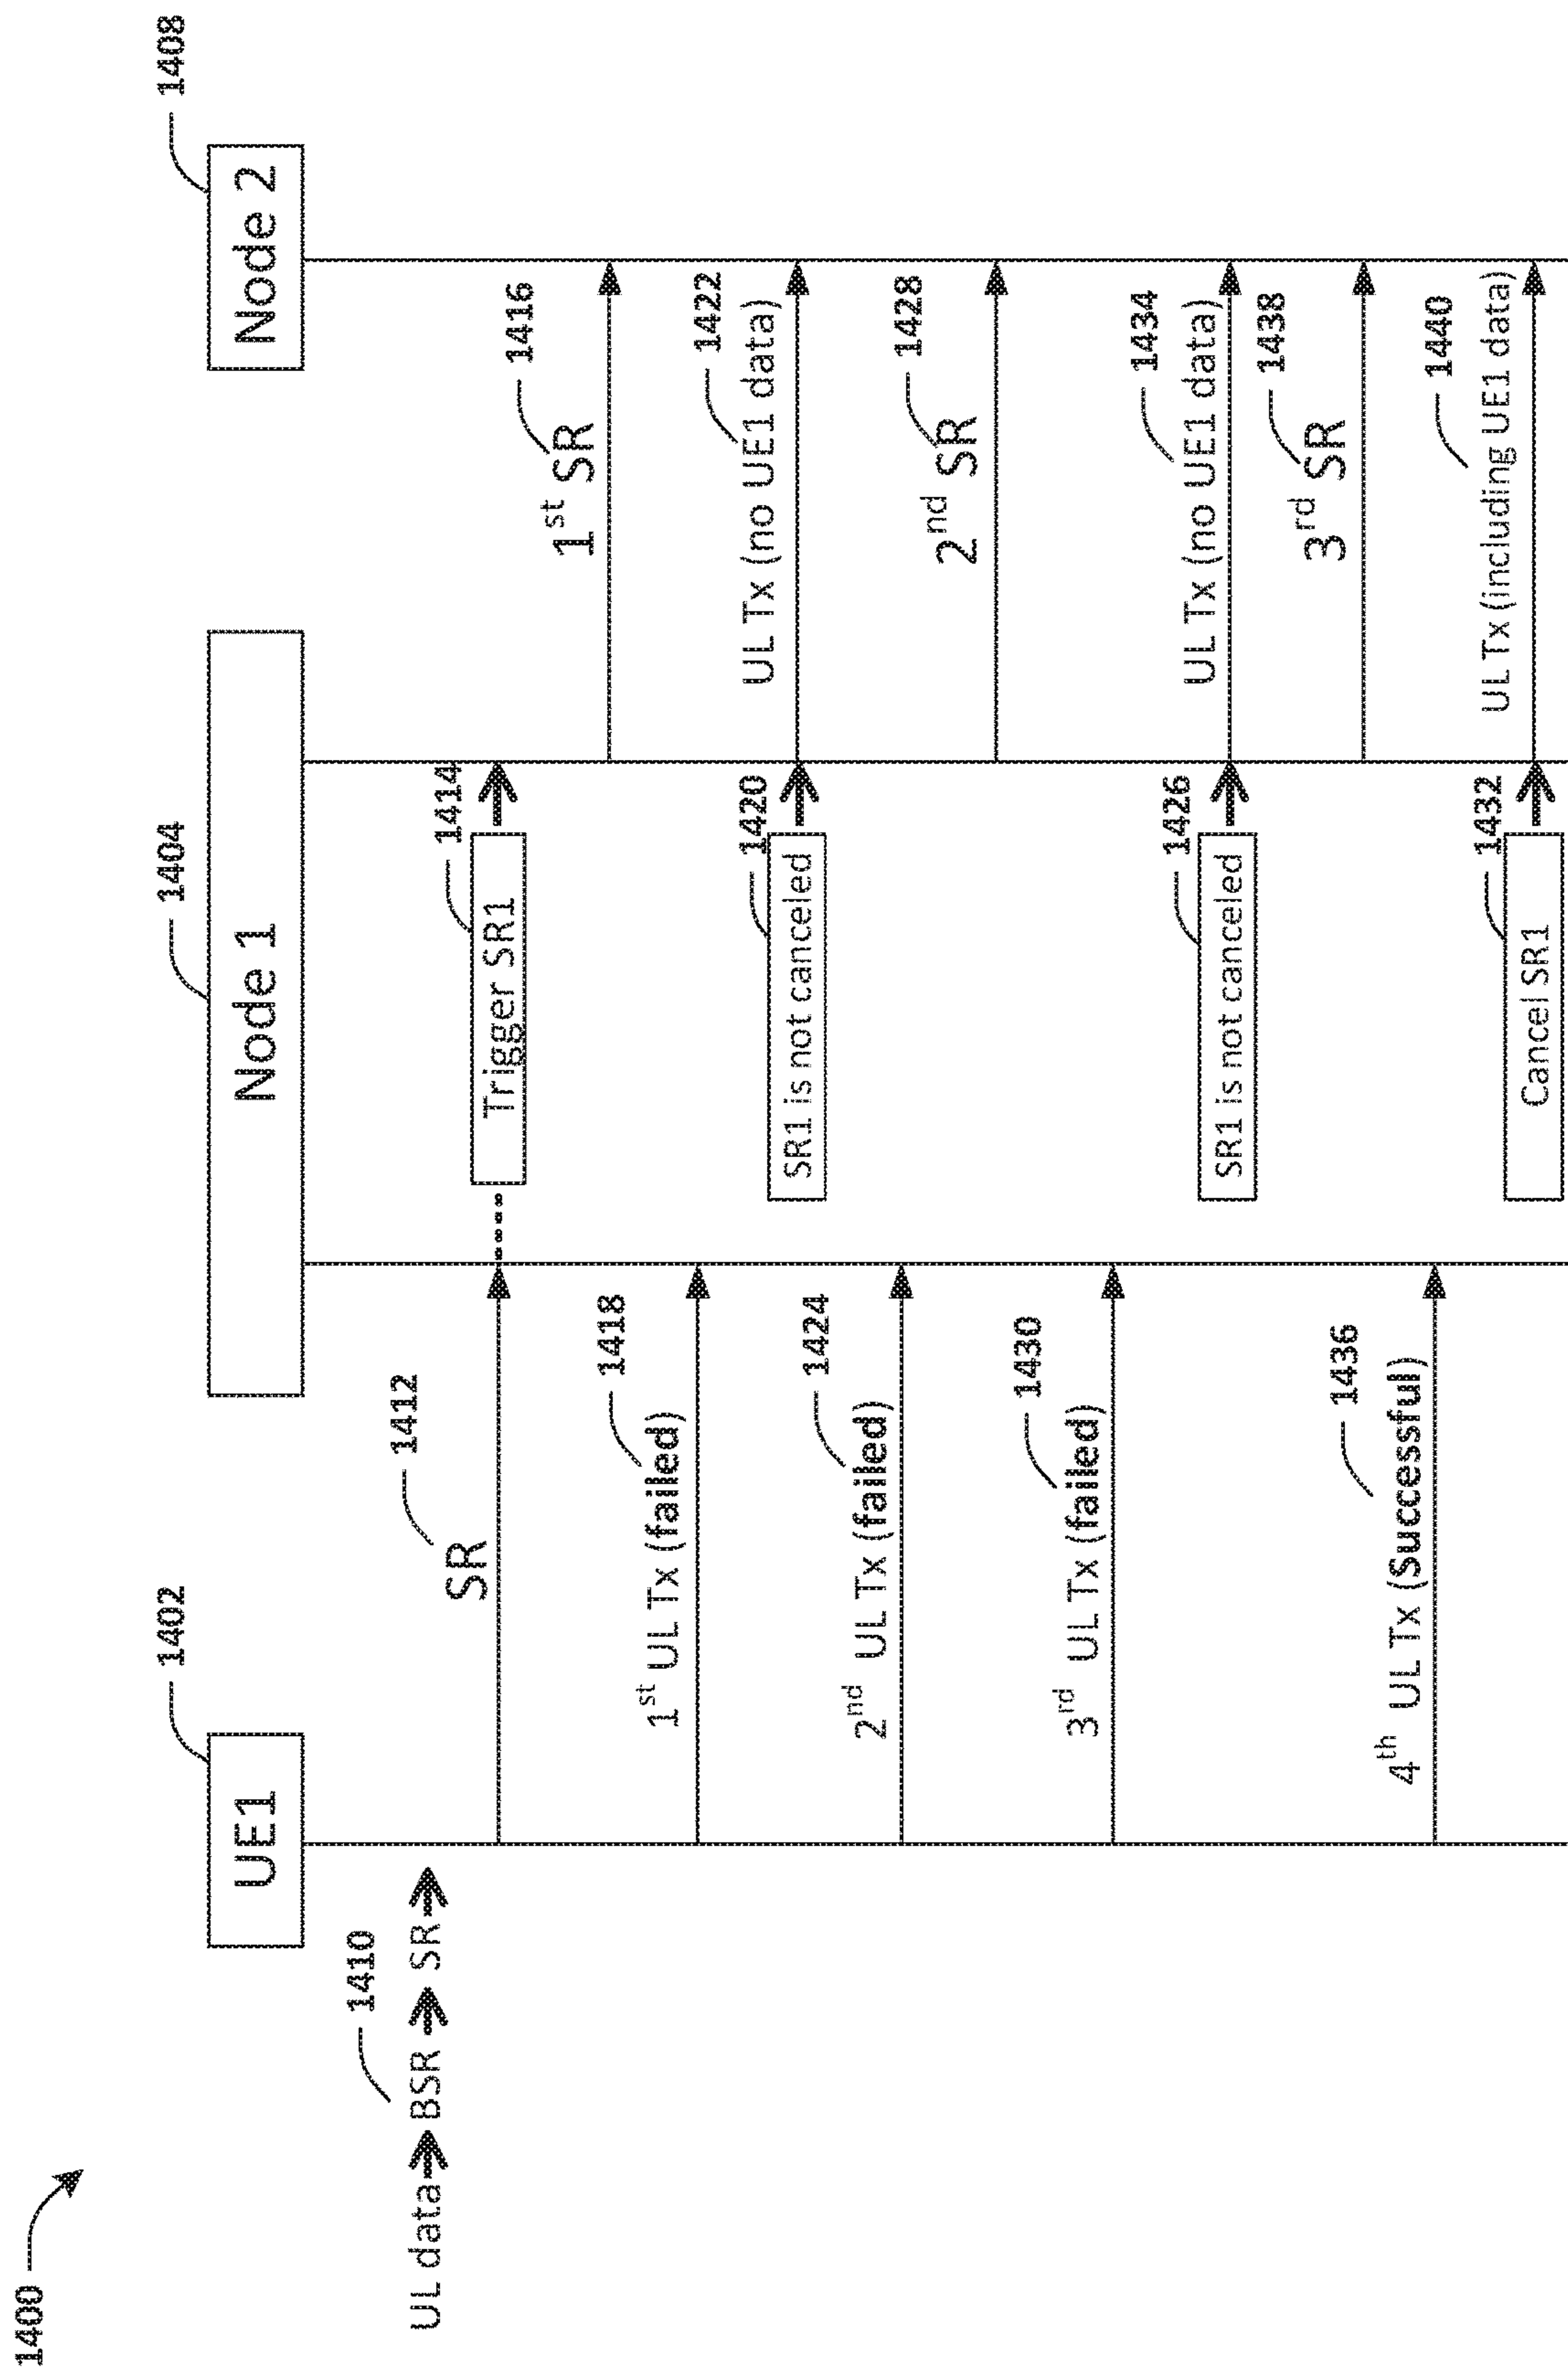 1400
1402
1404
1408
UE1
Node 1
Node 2
1410
UL data BSR SR
1412
SR
1414
Trigger SR1
1416
1st SR
1418
1st UL Tx (failed)
1420
SR1 is not canceled
1422
UL Tx (no UE1 data)
1424
2nd UL Tx (failed)
1428
2nd SR
1430
3rd UL Tx (failed)
1426
SR1 is not canceled
1434
UL Tx (no UE1 data)
1438
3rd SR
1436
4th UL Tx (Successful)
1432
Cancel SR1
1440
UL Tx (including UE1 data)